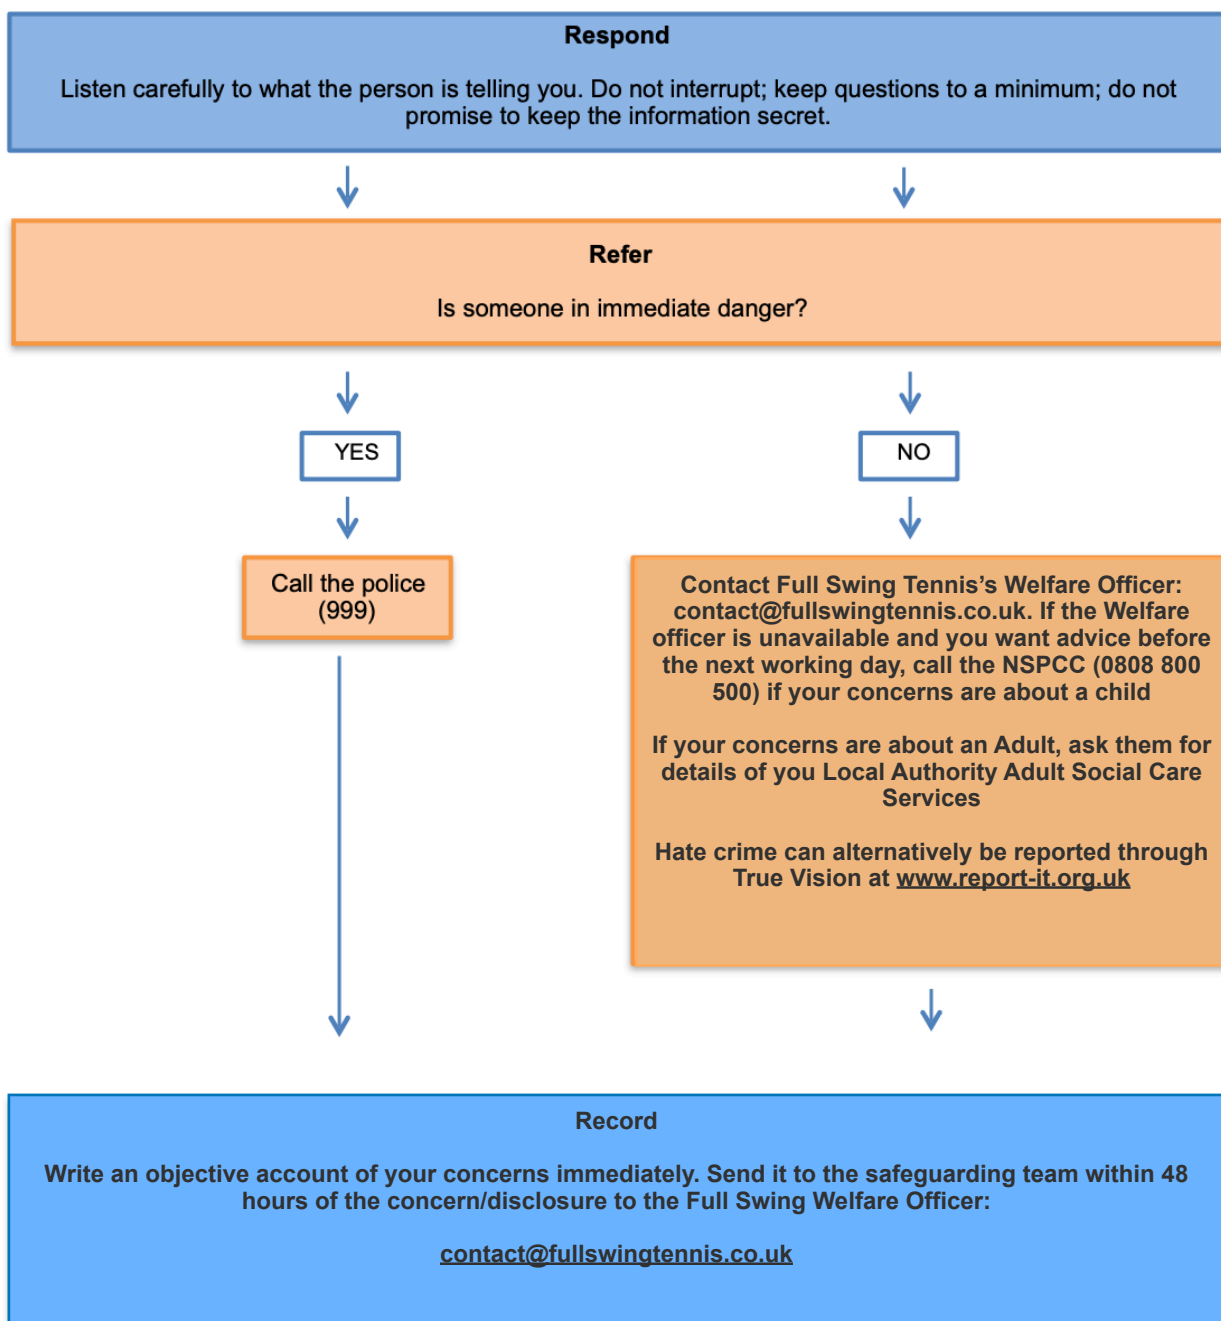 Respond
Listen carefully to what the person is telling you. Do not interrupt; keep questions to a minimum; do not
promise to keep the information secret.
Refer
Is someone in immediate danger?
YES
NO
Call the police
(999)
Contact Full Swing Tennis’s Welfare Officer:
contact@fullswingtennis.co.uk. If the Welfare
officer is unavailable and you want advice before
the next working day, call the NSPCC (0808 800
500) if your concerns are about a child
If your concerns are about an Adult, ask them for
details of you Local Authority Adult Social Care
Services
Hate crime can alternatively be reported through
True Vision at www.report-it.org.uk
Record
Write an objective account of your concerns immediately. Send it to the safeguarding team within 48
hours of the concern/disclosure to the Full Swing Welfare Officer:
contact@fullswingtennis.co.uk